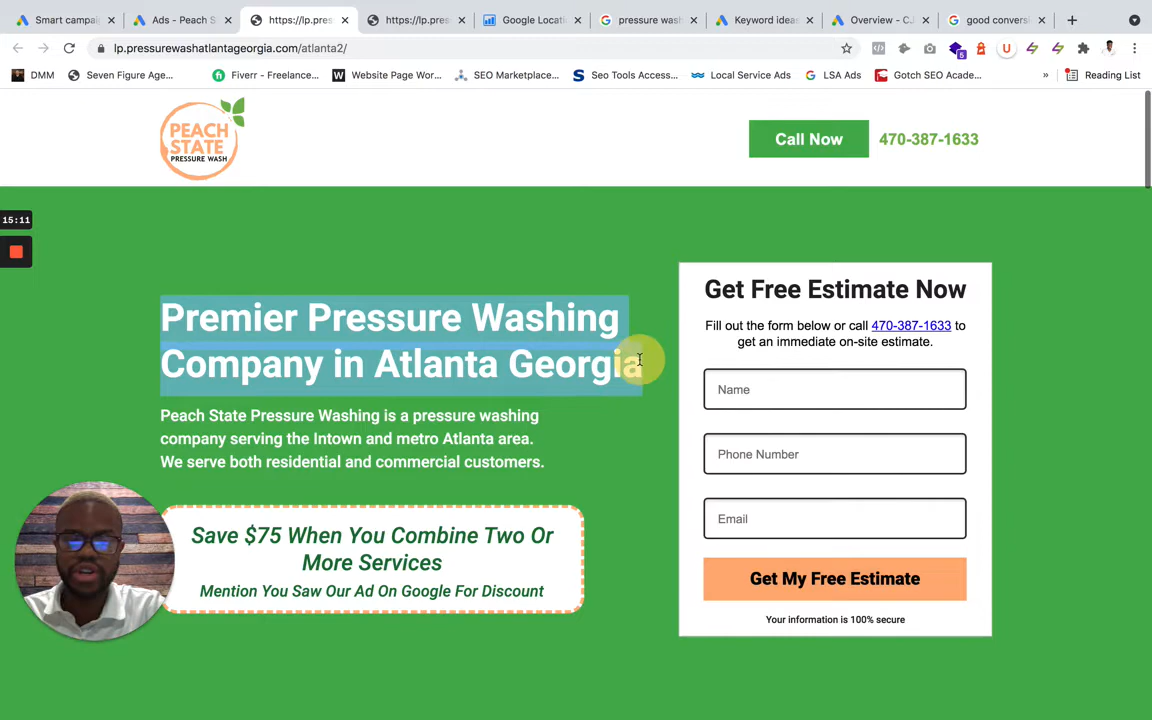 Smart campaig
Ads - Peach S
https://lp.pres
https://lp.pres
Google Locati
pressure wash
Keyword ideas
Overview - CJ
good conversi
lp.pressurewashatlantageorgia.com/atlanta2/
5
U
DMM
Seven Figure Age...
Fiverr - Freelance...
Website Page Wor...
SEO Marketplace...
Seo Tools Access...
Local Service Ads
LSA Ads
Gotch SEO Acade...
»
Reading List
PEACH
STATE
PRESSURE WASH
Call Now
470-387-1633
15:11
Premier Pressure Washing
Company in Atlanta Georgia
Peach State Pressure Washing is a pressure washing
company serving the Intown and metro Atlanta area.
We serve both residential and commercial customers.
Save $75 When You Combine Two Or
More Services
Mention You Saw Our Ad On Google For Discount
Get Free Estimate Now
Fill out the form below or call 470-387-1633 to
get an immediate on-site estimate.
Name
Phone Number
Email
Get My Free Estimate
Your information is 100% secure